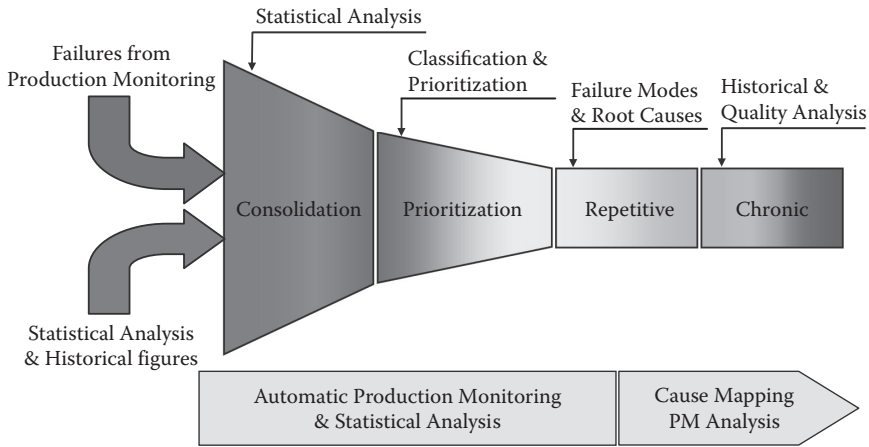 Statistical Analysis
Failures from
Production Monitoring
Classification &
Prioritization
Failure Modes
& Root Causes
Historical &
Quality Analysis
Consolidation
Prioritization
Repetitive
Chronic
Statistical Analysis
& Historical figures
Automatic Production Monitoring
& Statistical Analysis
Cause Mapping
PM Analysis